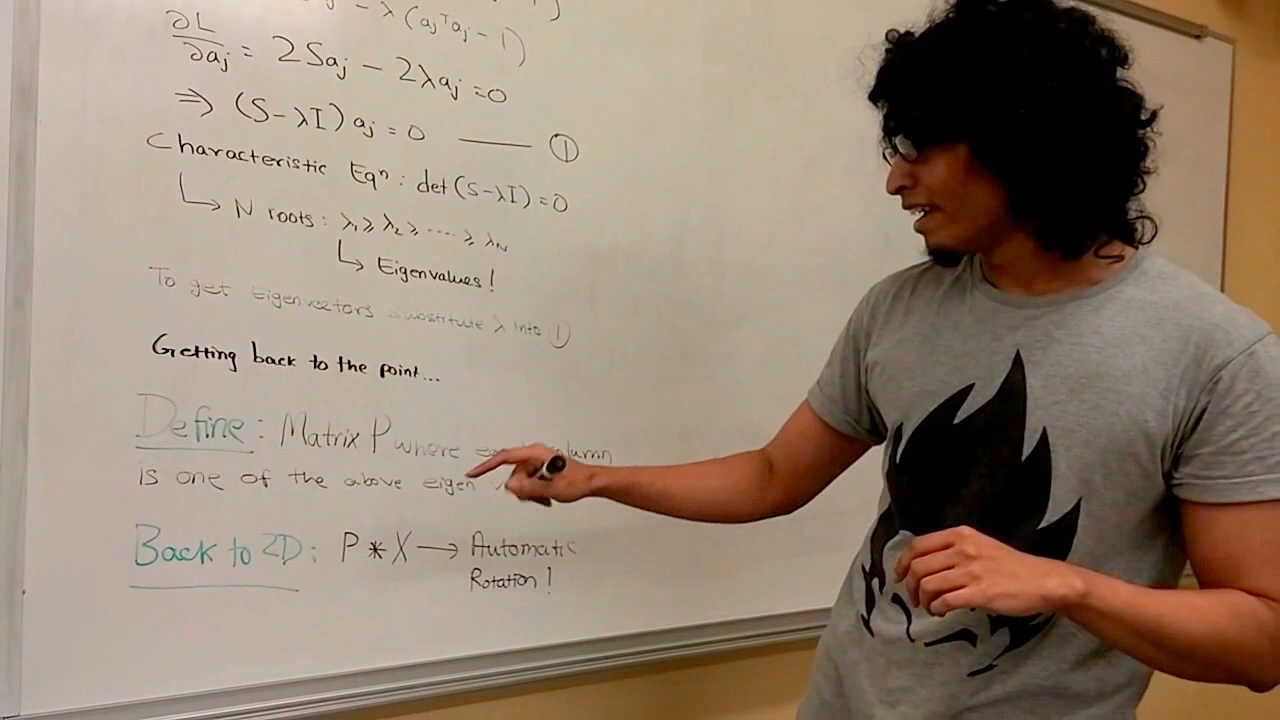 - λ (ajᵀaj - 1)
∂L/∂aj = 2Saj - 2λaj = 0
⇒ (S-λI) aj = 0 —— ①
Characteristic Eqⁿ: det (S-λI) = 0
↳ N roots: λ₁ ≥ λ₂ ≥ ..... ≥ λN
↳ Eigenvalues!
To get eigenvectors substitute λ into ①
Getting back to the point...
Define: Matrix P where
is one of the above eigen
Back to 2D: P * X → Automatic
Rotation!